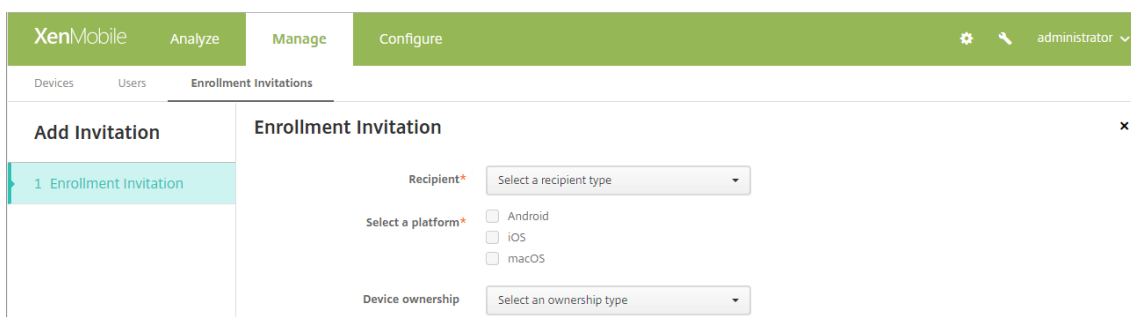 XenMobile Analyze Manage Configure administrator
Devices Users Enrollment Invitations
Add Invitation
1 Enrollment Invitation
Enrollment Invitation
Recipient* Select a recipient type
Select a platform* Android
iOS
macOS
Device ownership Select an ownership type